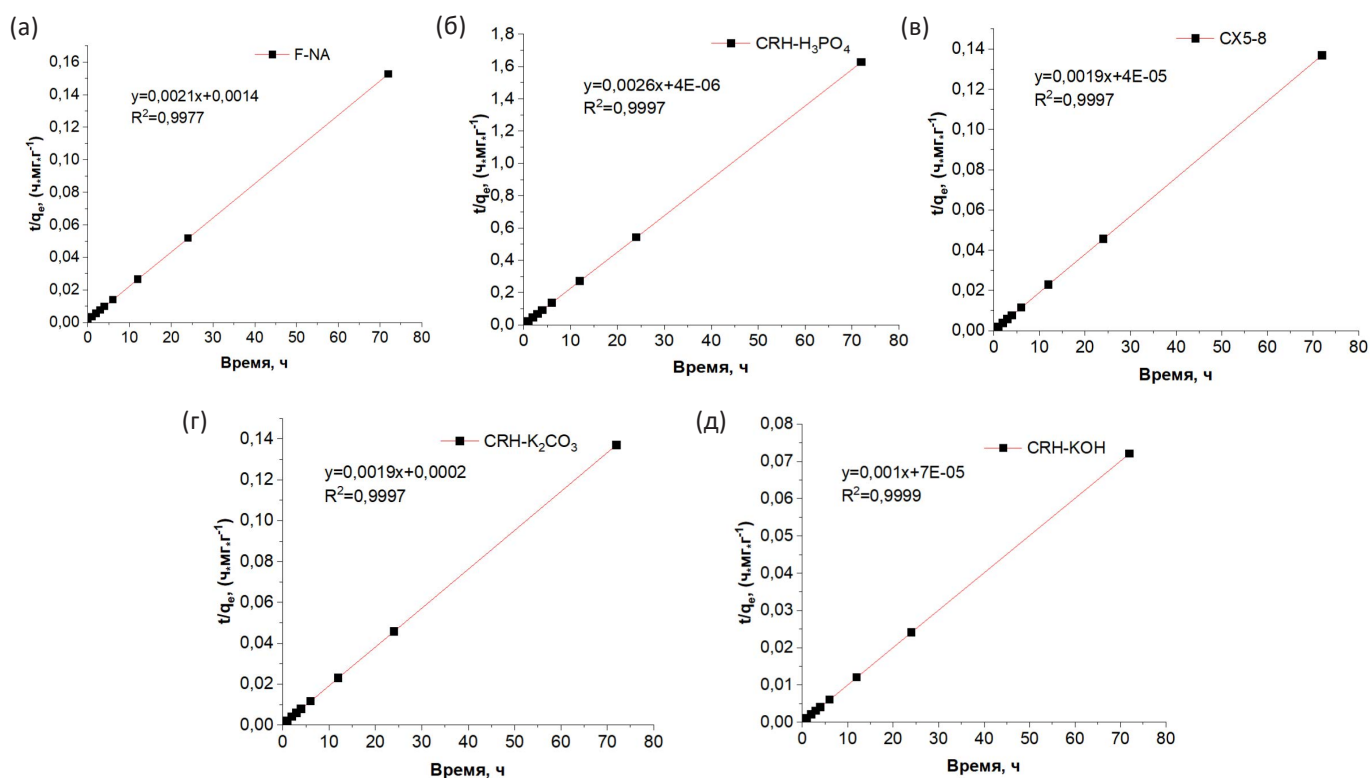 (а)
F-NA
y=0,0021x+0,0014
R²=0,9977
t/qₑ, (ч*мг*г⁻¹)
0,16
0,14
0,12
0,10
0,08
0,06
0,04
0,02
0,00
0 10 20 30 40 50 60 70 80
Время, ч
(б)
CRH-H₃PO₄
y=0,0026x+4E-06
R²=0,9997
t/qₑ, (ч*мг*г⁻¹)
1,8
1,6
1,4
1,2
1,0
0,8
0,6
0,4
0,2
0,0
0 10 20 30 40 50 60 70 80
Время, ч
(в)
CX5-8
y=0,0019x+4E-05
R²=0,9997
t/qₑ, (ч*мг*г⁻¹)
0,14
0,12
0,10
0,08
0,06
0,04
0,02
0,00
0 10 20 30 40 50 60 70 80
Время, ч
(г)
CRH-K₂CO₃
y=0,0019x+0,0002
R²=0,9997
t/qₑ, (ч*мг*г⁻¹)
0,14
0,12
0,10
0,08
0,06
0,04
0,02
0,00
0 10 20 30 40 50 60 70 80
Время, ч
(д)
CRH-KOH
y=0,001x+7E-05
R²=0,9999
t/qₑ, (ч*мг*г⁻¹)
0,08
0,07
0,06
0,05
0,04
0,03
0,02
0,01
0,00
0 10 20 30 40 50 60 70 80
Время, ч